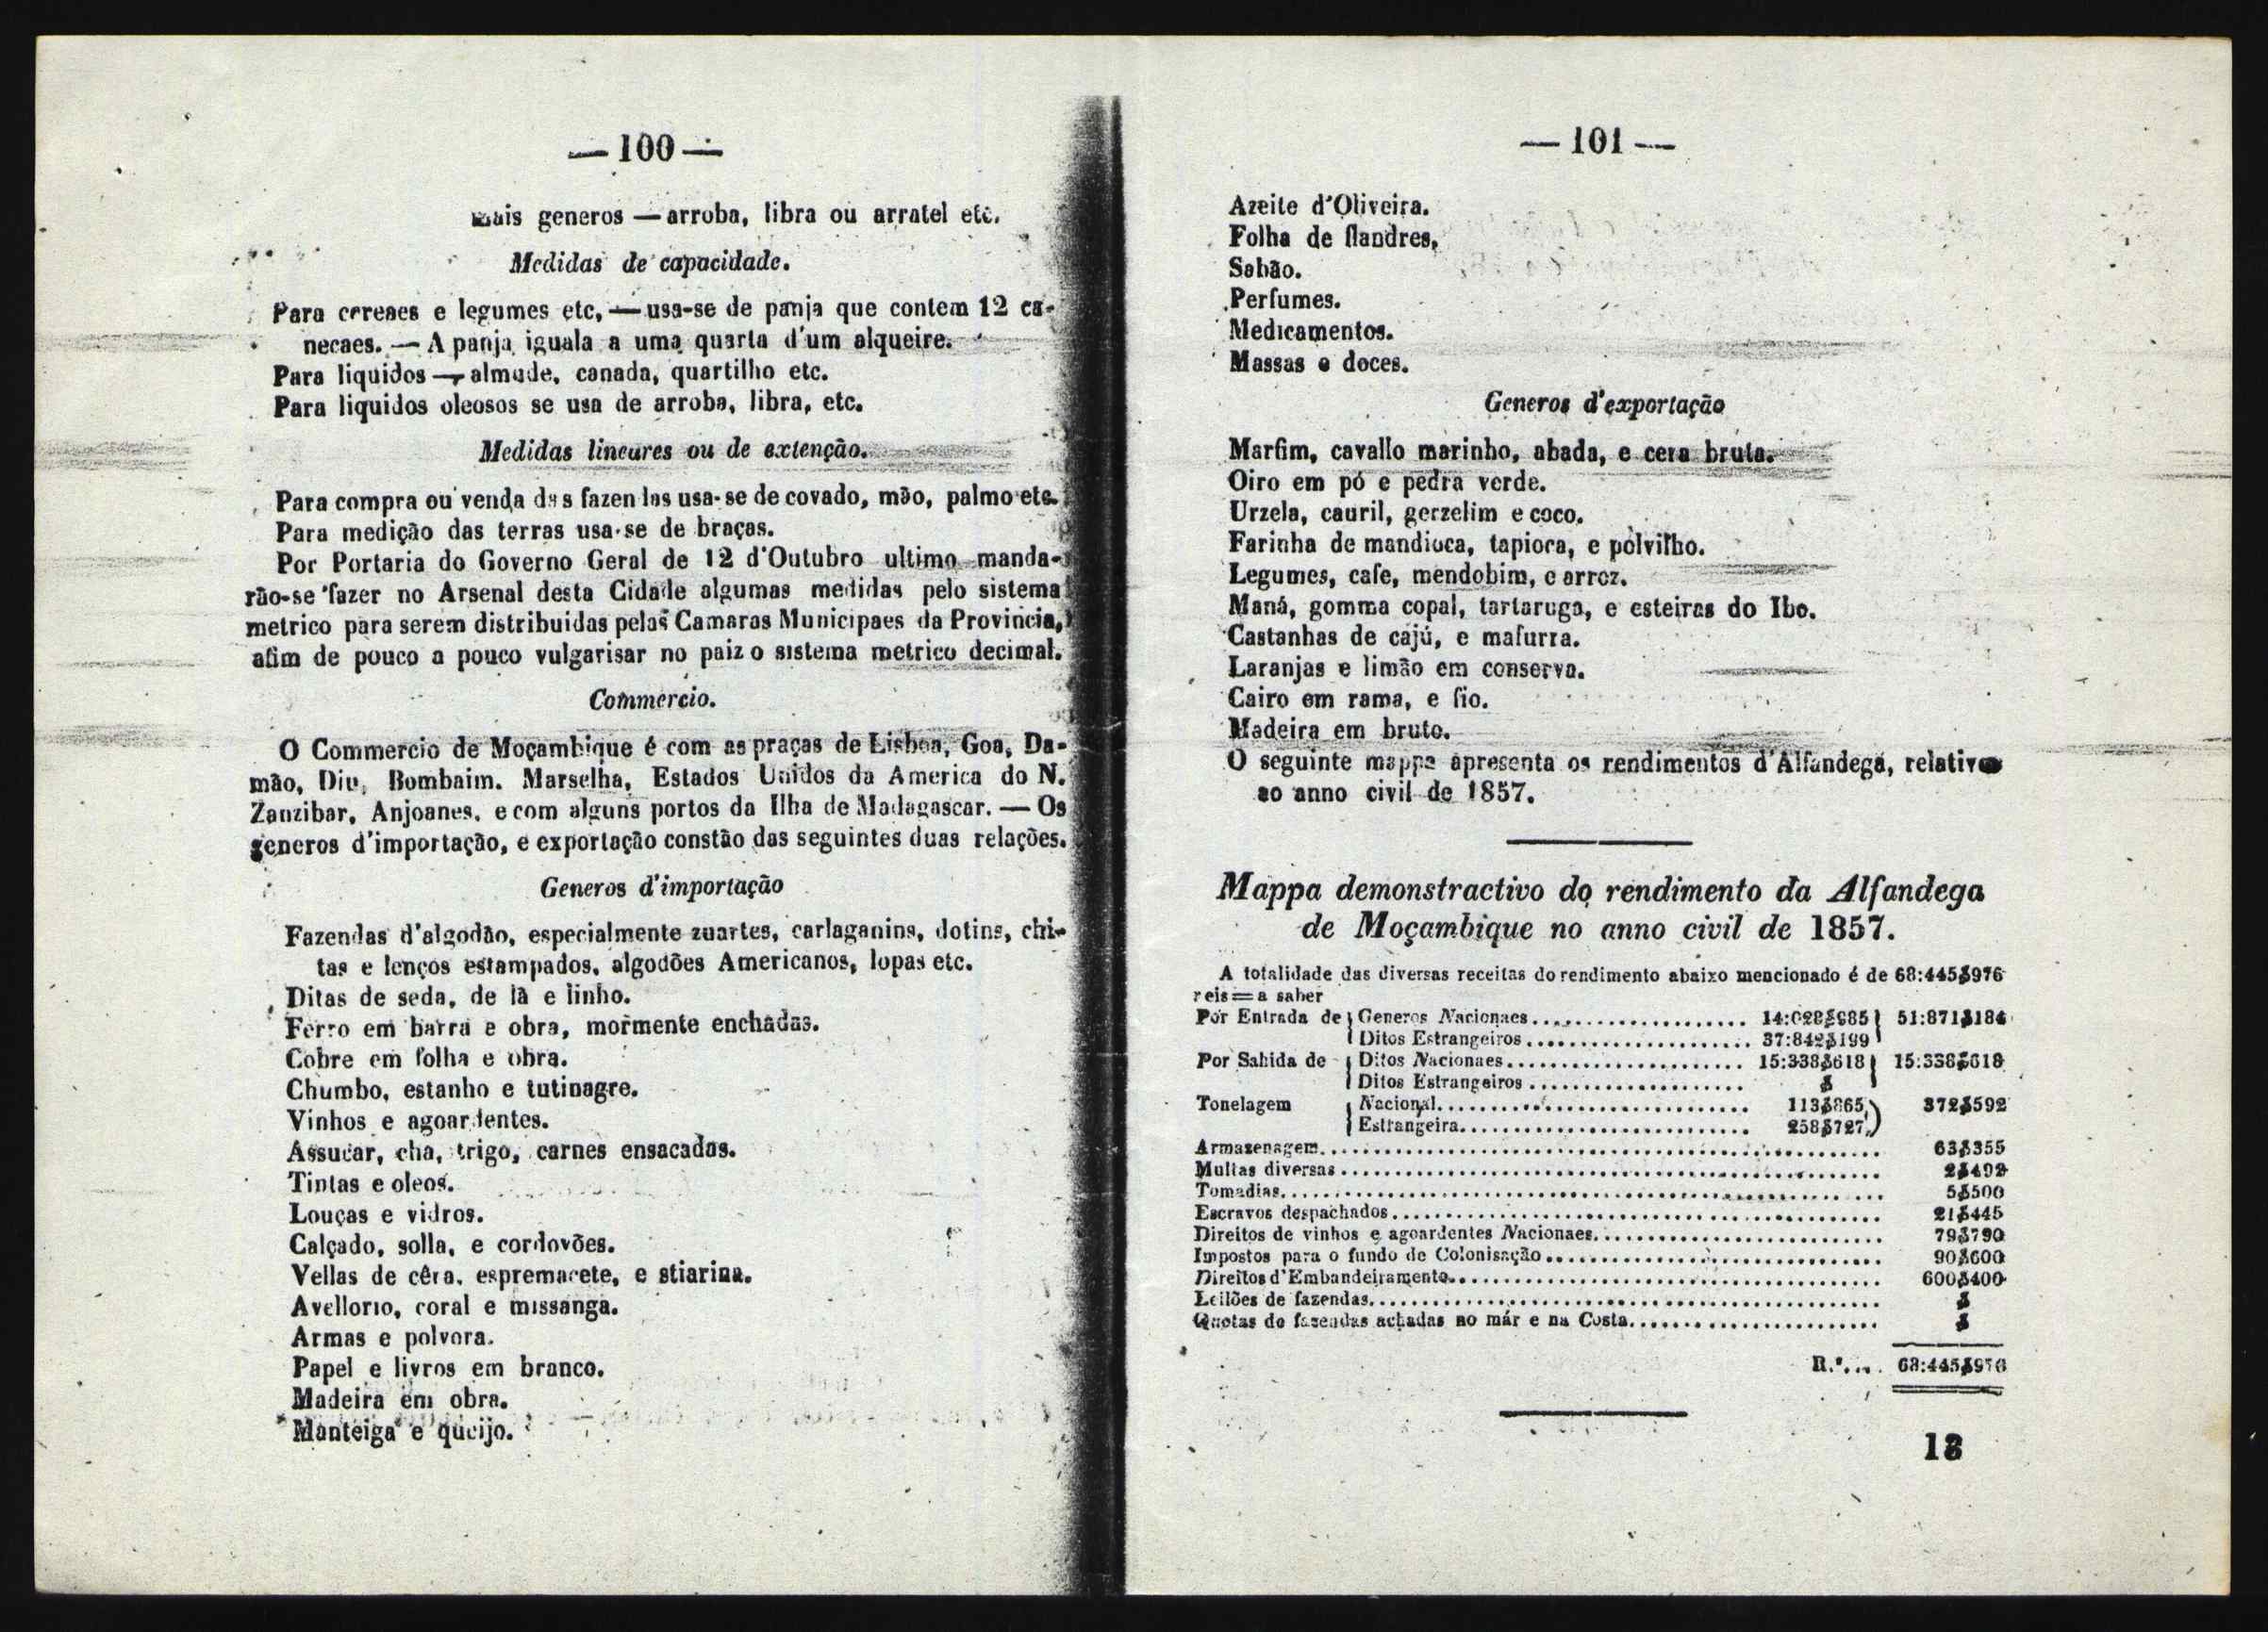 — 100 —
mais generos — arroba, libra ou arratel etc.
Medidas de capacidade.
Para cereaes e legumes etc, — usa-se de panja que contem 12 ca-
necaes. — A panja iguala a uma quarta d'um alqueire.
Para liquidos — almude, canada, quartilho etc.
Para liquidos oleosos se usa de arroba, libra, etc.
Medidas lineares ou de extenção.
Para compra ou venda das fazendas usa-se de covado, mão, palmo etc.
Para medição das terras usa-se de braças.
Por Portaria do Governo Geral de 12 d'Outubro ultimo manda-
rão-se fazer no Arsenal desta Cidade algumas medidas pelo sistema
metrico para serem distribuidas pelas Camaras Municipaes da Provincia,
afim de pouco a pouco vulgarisar no paiz o sistema metrico decimal.
Commercio.
O Commercio de Moçambique é com as praças de Lisboa, Goa, Da-
mão, Diu, Bombaim. Marselha, Estados Unidos da America do N.
Zanzibar, Anjoanes, e com alguns portos da Ilha de Madagascar. — Os
generos d'importação, e exportação constão das seguintes duas relações.
Generos d'importação
Fazendas d'algodão, especialmente zuartes, carlaganins, dotins, chi-
tas e lenços estampados, algodões Americanos, lopas etc.
Ditas de seda, de lã e linho.
Ferro em barra e obra, mormente enchadas.
Cobre em folha e obra.
Chumbo, estanho e tutinagre.
Vinhos e agoardentes.
Assucar, cha, trigo, carnes ensacadas.
Tintas e oleos.
Louças e vidros.
Calçado, solla, e cordovões.
Vellas de cêra, espremacete, e stiarina.
Avellorio, coral e missanga.
Armas e polvora.
Papel e livros em branco.
Madeira em obra.
Manteiga e queijo.
— 101 —
Azeite d'Oliveira.
Folha de flandres,
Sabão.
Perfumes.
Medicamentos.
Massas e doces.
Generos d'exportação
Marfim, cavallo marinho, abada, e cera bruta.
Oiro em pó e pedra verde.
Urzela, cauril, gerzelim e coco.
Farinha de mandioca, tapioca, e polvilho.
Legumes, cafe, mendobim, e arroz.
Maná, gomma copal, tartaruga, e esteiras do Ibo.
Castanhas de cajú, e mafurra.
Laranjas e limão em conserva.
Cairo em rama, e fio.
Madeira em bruto.
O seguinte mappa apresenta os rendimentos d'Alfandega, relativos
ao anno civil de 1857.
Mappa demonstractivo do rendimento da Alfandega
de Moçambique no anno civil de 1857.
A totalidade das diversas receitas do rendimento abaixo mencionado é de 68:445$976
reis = a saber
Por Entrada de { Generos Nacionaes.................... 14:028$985 } 51:871$184
{ Ditos Estrangeiros.................... 37:842$199
Por Sahida de { Ditos Nacionaes...................... 15:338$618 } 15:338$618
{ Ditos Estrangeiros.................... $
Tonelagem { Nacional.............................. 113$865 } 372$592
{ Estrangeira........................... 258$727 }
Armazenagem.................................................. 63$355
Multas diversas.................................................. 2$492
Tomadias.................................................. 5$500
Escravos despachados.................................................. 21$445
Direitos de vinhos e agoardentes Nacionaes........................... 79$790
Impostos para o fundo de Colonisação.............................. 90$600
Direitos d'Embandeiramento......................................... 600$400
Leilões de fazendas.................................................. $
Quotas de fazendas achadas no már e na Costa....................... $
R.s.... 68:445$976
13